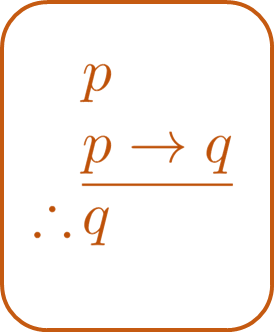 p
p → q
∴ q